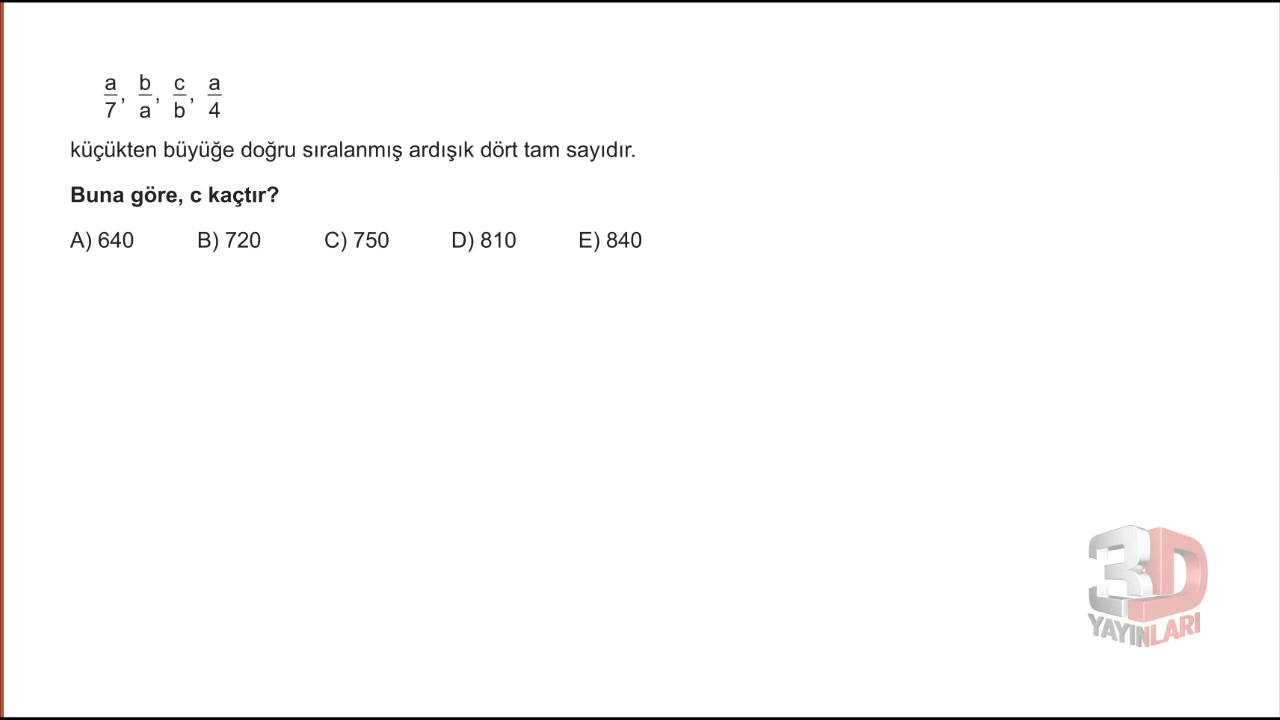 a/7, b/a, c/b, a/4
küçükten büyüğe doğru sıralanmış ardışık dört tam sayıdır.
Buna göre, c kaçtır?
A) 640 B) 720 C) 750 D) 810 E) 840
3D
YAYINLARI